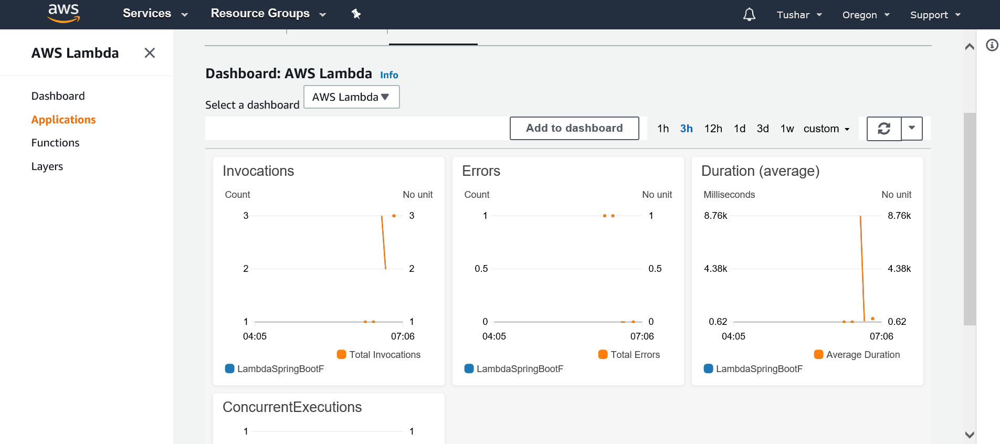 aws Services Resource Groups Tushar Oregon Support
AWS Lambda
Dashboard
Applications
Functions
Layers
Dashboard: AWS Lambda Info
Select a dashboard AWS Lambda
Add to dashboard 1h 3h 12h 1d 3d 1w custom
Invocations
Count No unit
3 3
2 2
1 1
04:05 07:06
Total Invocations
LambdaSpringBootF
Errors
Count No unit
1 1
0.5 0.5
0 0
04:05 07:06
Total Errors
LambdaSpringBootF
Duration (average)
Milliseconds No unit
8.76k 8.76k
4.38k 4.38k
0.62 0.62
04:05 07:06
Average Duration
LambdaSpringBootF
ConcurrentExecutions
1 1